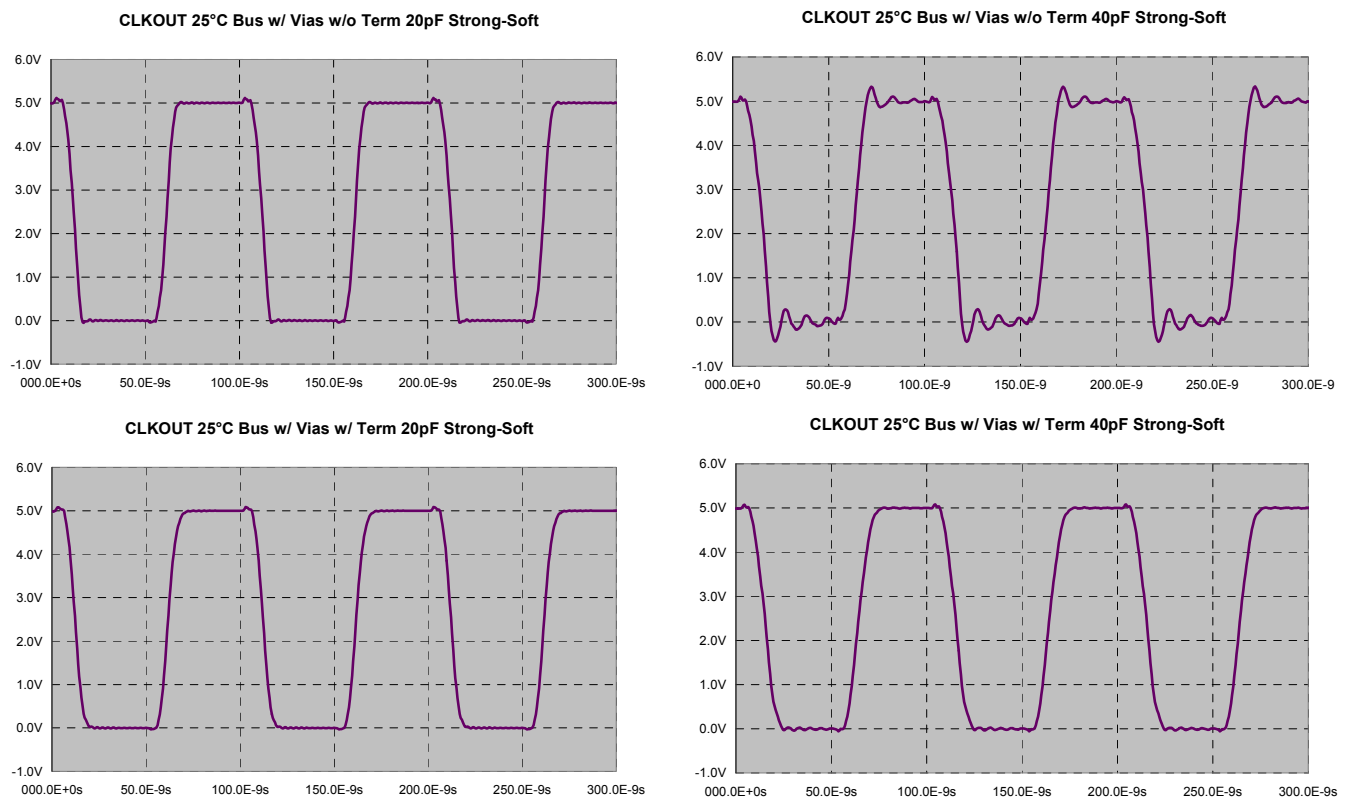 CLKOUT 25°C Bus w/ Vias w/o Term 20pF Strong-Soft
6.0V
5.0V
4.0V
3.0V
2.0V
1.0V
0.0V
-1.0V
000.0E+0s 50.0E-9s 100.0E-9s 150.0E-9s 200.0E-9s 250.0E-9s 300.0E-9s
CLKOUT 25°C Bus w/ Vias w/o Term 40pF Strong-Soft
6.0V
5.0V
4.0V
3.0V
2.0V
1.0V
0.0V
-1.0V
000.0E+0 50.0E-9 100.0E-9 150.0E-9 200.0E-9 250.0E-9 300.0E-9
CLKOUT 25°C Bus w/ Vias w/ Term 20pF Strong-Soft
6.0V
5.0V
4.0V
3.0V
2.0V
1.0V
0.0V
-1.0V
000.0E+0s 50.0E-9s 100.0E-9s 150.0E-9s 200.0E-9s 250.0E-9s 300.0E-9s
CLKOUT 25°C Bus w/ Vias w/ Term 40pF Strong-Soft
6.0V
5.0V
4.0V
3.0V
2.0V
1.0V
0.0V
-1.0V
000.0E+0s 50.0E-9s 100.0E-9s 150.0E-9s 200.0E-9s 250.0E-9s 300.0E-9s